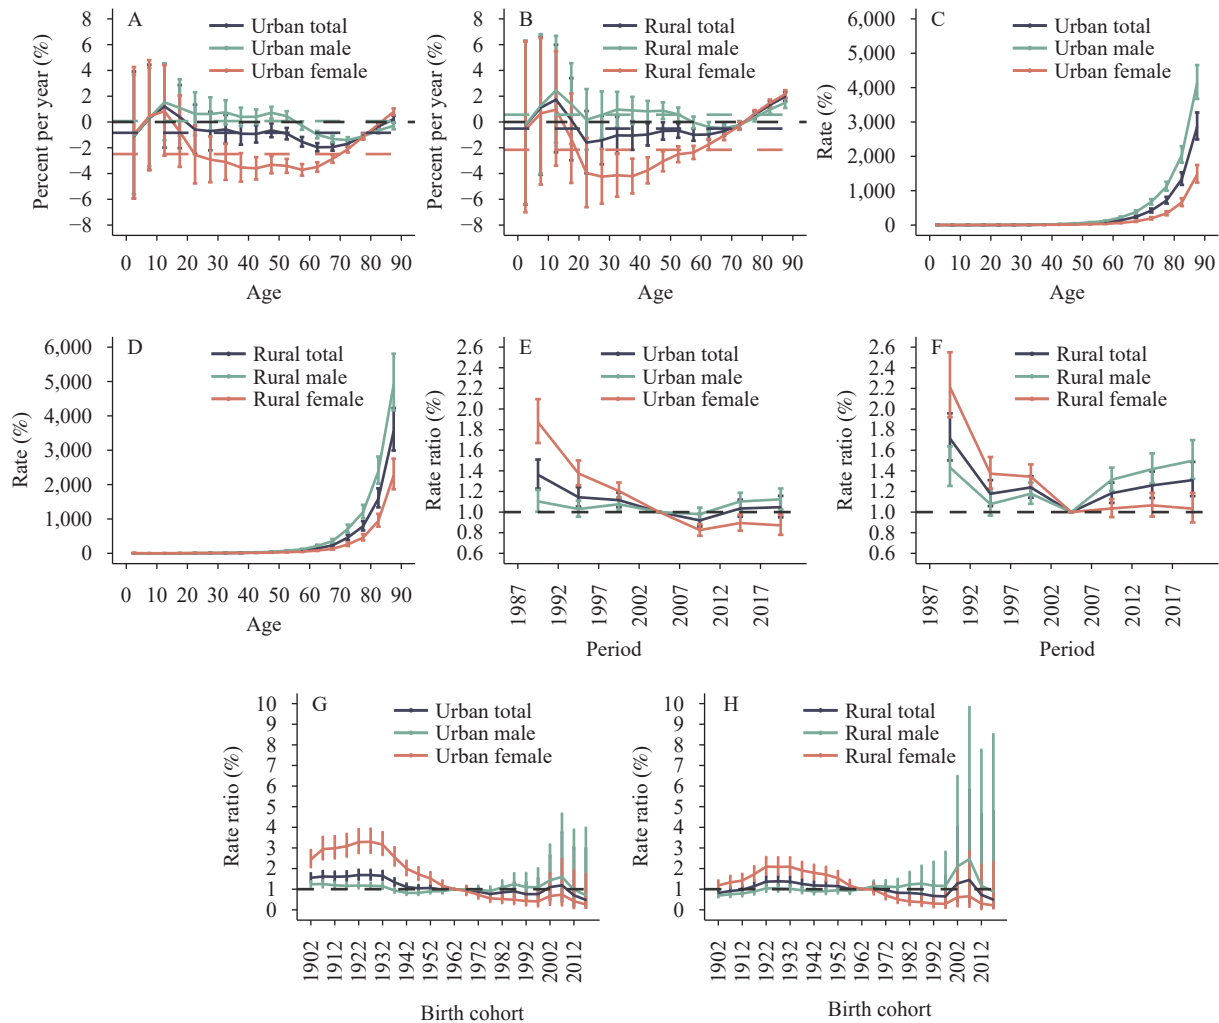 A
Urban total
Urban male
Urban female
Percent per year (%)
8
6
4
2
0
−2
−4
−6
−8
0 10 20 30 40 50 60 70 80 90
Age
B
Rural total
Rural male
Rural female
Percent per year (%)
8
6
4
2
0
−2
−4
−6
−8
0 10 20 30 40 50 60 70 80 90
Age
C
Urban total
Urban male
Urban female
Rate (%)
6,000
5,000
4,000
3,000
2,000
1,000
0
0 10 20 30 40 50 60 70 80 90
Age
D
Rural total
Rural male
Rural female
Rate (%)
6,000
5,000
4,000
3,000
2,000
1,000
0
0 10 20 30 40 50 60 70 80 90
Age
E
Urban total
Urban male
Urban female
Rate ratio (%)
2.6
2.4
2.2
2.0
1.8
1.6
1.4
1.2
1.0
0.8
0.6
1987 1992 1997 2002 2007 2012 2017
Period
F
Rural total
Rural male
Rural female
Rate ratio (%)
2.6
2.4
2.2
2.0
1.8
1.6
1.4
1.2
1.0
0.8
0.6
1987 1992 1997 2002 2007 2012 2017
Period
G
Urban total
Urban male
Urban female
Rate ratio (%)
10
9
8
7
6
5
4
3
2
1
0
1902 1912 1922 1932 1942 1952 1962 1972 1982 1992 2002 2012
Birth cohort
H
Rural total
Rural male
Rural female
Rate ratio (%)
10
9
8
7
6
5
4
3
2
1
0
1902 1912 1922 1932 1942 1952 1962 1972 1982 1992 2002 2012
Birth cohort